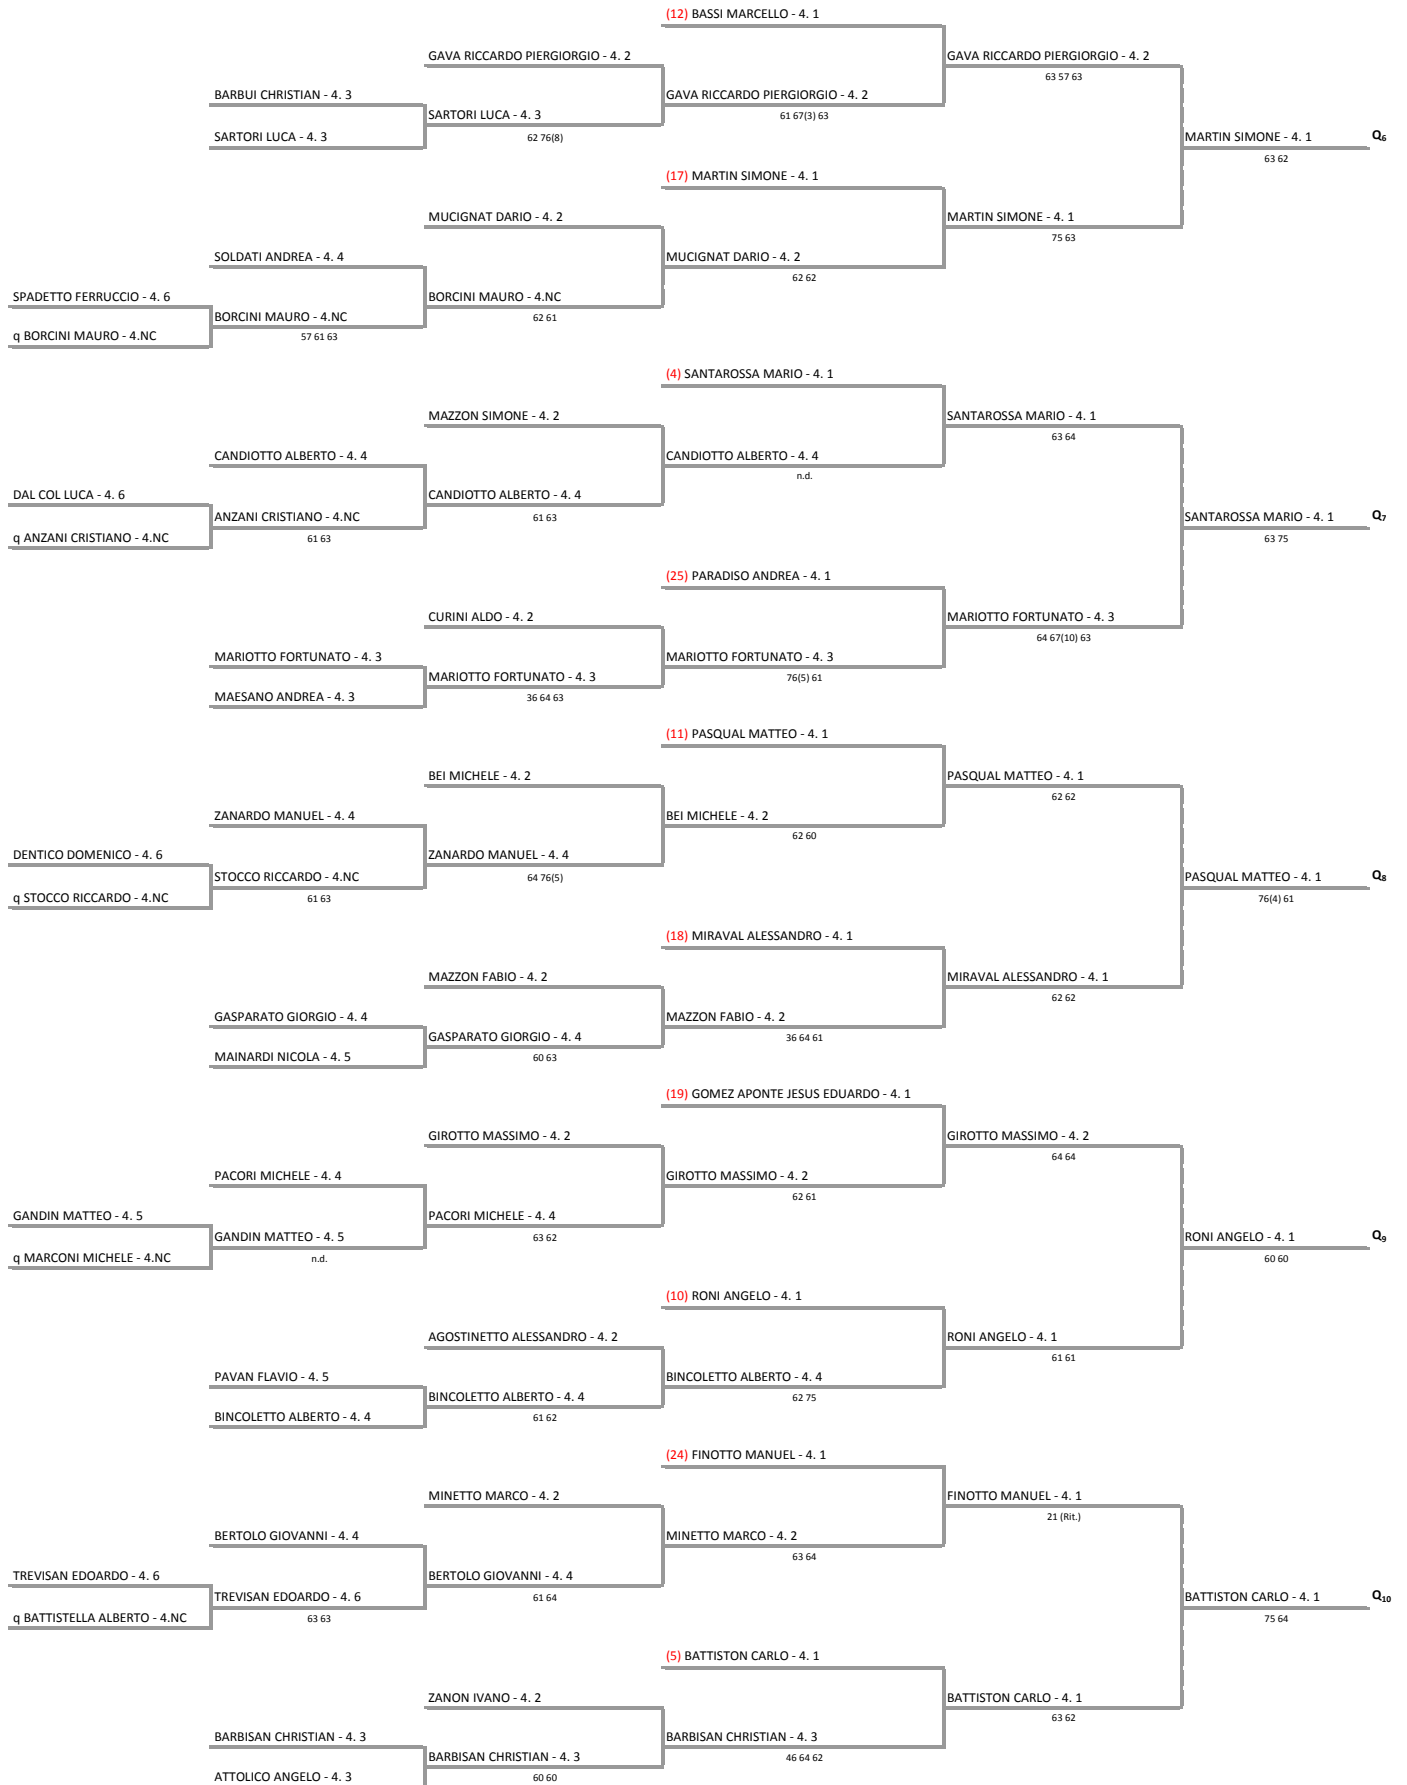 (12) BASSI MARCELLO - 4. 1
GAVA RICCARDO PIERGIORGIO - 4. 2
GAVA RICCARDO PIERGIORGIO - 4. 2
63 57 63
BARBUI CHRISTIAN - 4. 3
GAVA RICCARDO PIERGIORGIO - 4. 2
SARTORI LUCA - 4. 3
61 67(3) 63
SARTORI LUCA - 4. 3
62 76(8)
MARTIN SIMONE - 4. 1
Q6
63 62
(17) MARTIN SIMONE - 4. 1
MUCIGNAT DARIO - 4. 2
MARTIN SIMONE - 4. 1
75 63
SOLDATI ANDREA - 4. 4
MUCIGNAT DARIO - 4. 2
62 62
SPADETTO FERRUCCIO - 4. 6
BORCINI MAURO - 4.NC
BORCINI MAURO - 4.NC
62 61
q BORCINI MAURO - 4.NC
57 61 63
(4) SANTAROSSA MARIO - 4. 1
MAZZON SIMONE - 4. 2
SANTAROSSA MARIO - 4. 1
63 64
CANDIOTTO ALBERTO - 4. 4
CANDIOTTO ALBERTO - 4. 4
n.d.
DAL COL LUCA - 4. 6
CANDIOTTO ALBERTO - 4. 4
ANZANI CRISTIANO - 4.NC
SANTAROSSA MARIO - 4. 1
Q7
q ANZANI CRISTIANO - 4.NC
61 63
61 63
63 75
(25) PARADISO ANDREA - 4. 1
CURINI ALDO - 4. 2
MARIOTTO FORTUNATO - 4. 3
64 67(10) 63
MARIOTTO FORTUNATO - 4. 3
MARIOTTO FORTUNATO - 4. 3
MARIOTTO FORTUNATO - 4. 3
76(5) 61
MAESANO ANDREA - 4. 3
36 64 63
(11) PASQUAL MATTEO - 4. 1
BEI MICHELE - 4. 2
PASQUAL MATTEO - 4. 1
62 62
ZANARDO MANUEL - 4. 4
BEI MICHELE - 4. 2
62 60
DENTICO DOMENICO - 4. 6
ZANARDO MANUEL - 4. 4
STOCCO RICCARDO - 4.NC
64 76(5)
PASQUAL MATTEO - 4. 1
Q8
q STOCCO RICCARDO - 4.NC
61 63
76(4) 61
(18) MIRAVAL ALESSANDRO - 4. 1
MAZZON FABIO - 4. 2
MIRAVAL ALESSANDRO - 4. 1
62 62
GASPARATO GIORGIO - 4. 4
MAZZON FABIO - 4. 2
GASPARATO GIORGIO - 4. 4
36 64 61
MAINARDI NICOLA - 4. 5
60 63
(19) GOMEZ APONTE JESUS EDUARDO - 4. 1
GIROTTO MASSIMO - 4. 2
GIROTTO MASSIMO - 4. 2
64 64
PACORI MICHELE - 4. 4
GIROTTO MASSIMO - 4. 2
62 61
GANDIN MATTEO - 4. 5
PACORI MICHELE - 4. 4
GANDIN MATTEO - 4. 5
63 62
RONI ANGELO - 4. 1
Q9
q MARCONI MICHELE - 4.NC
n.d.
60 60
(10) RONI ANGELO - 4. 1
AGOSTINETTO ALESSANDRO - 4. 2
RONI ANGELO - 4. 1
61 61
PAVAN FLAVIO - 4. 5
BINCOLETTO ALBERTO - 4. 4
BINCOLETTO ALBERTO - 4. 4
62 75
BINCOLETTO ALBERTO - 4. 4
61 62
(24) FINOTTO MANUEL - 4. 1
MINETTO MARCO - 4. 2
FINOTTO MANUEL - 4. 1
21 (Rit.)
BERTOLO GIOVANNI - 4. 4
MINETTO MARCO - 4. 2
63 64
TREVISAN EDOARDO - 4. 6
BERTOLO GIOVANNI - 4. 4
TREVISAN EDOARDO - 4. 6
61 64
BATTISTON CARLO - 4. 1
Q10
q BATTISTELLA ALBERTO - 4.NC
63 63
75 64
(5) BATTISTON CARLO - 4. 1
ZANON IVANO - 4. 2
BATTISTON CARLO - 4. 1
63 62
BARBISAN CHRISTIAN - 4. 3
BARBISAN CHRISTIAN - 4. 3
BARBISAN CHRISTIAN - 4. 3
46 64 62
ATTOLICO ANGELO - 4. 3
60 60